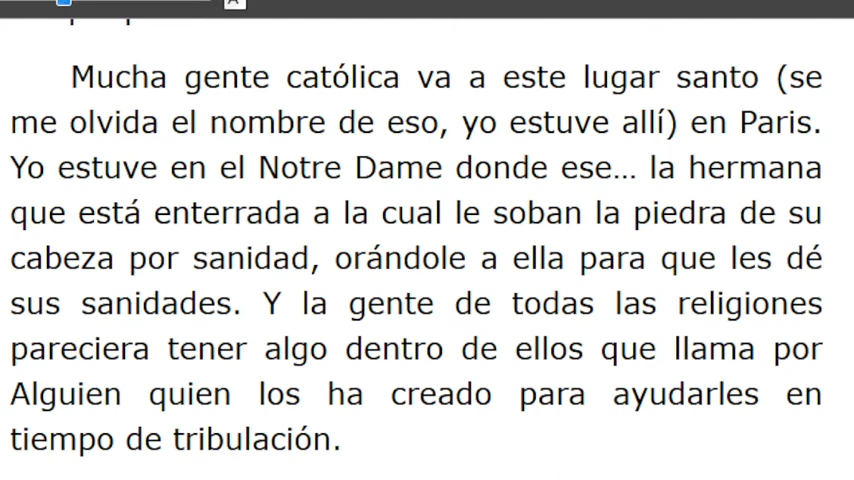 Mucha gente católica va a este lugar santo (se
me olvida el nombre de eso, yo estuve allí) en Paris.
Yo estuve en el Notre Dame donde ese... la hermana
que está enterrada a la cual le soban la piedra de su
cabeza por sanidad, orándole a ella para que les dé
sus sanidades. Y la gente de todas las religiones
pareciera tener algo dentro de ellos que llama por
Alguien quien los ha creado para ayudarles en
tiempo de tribulación.